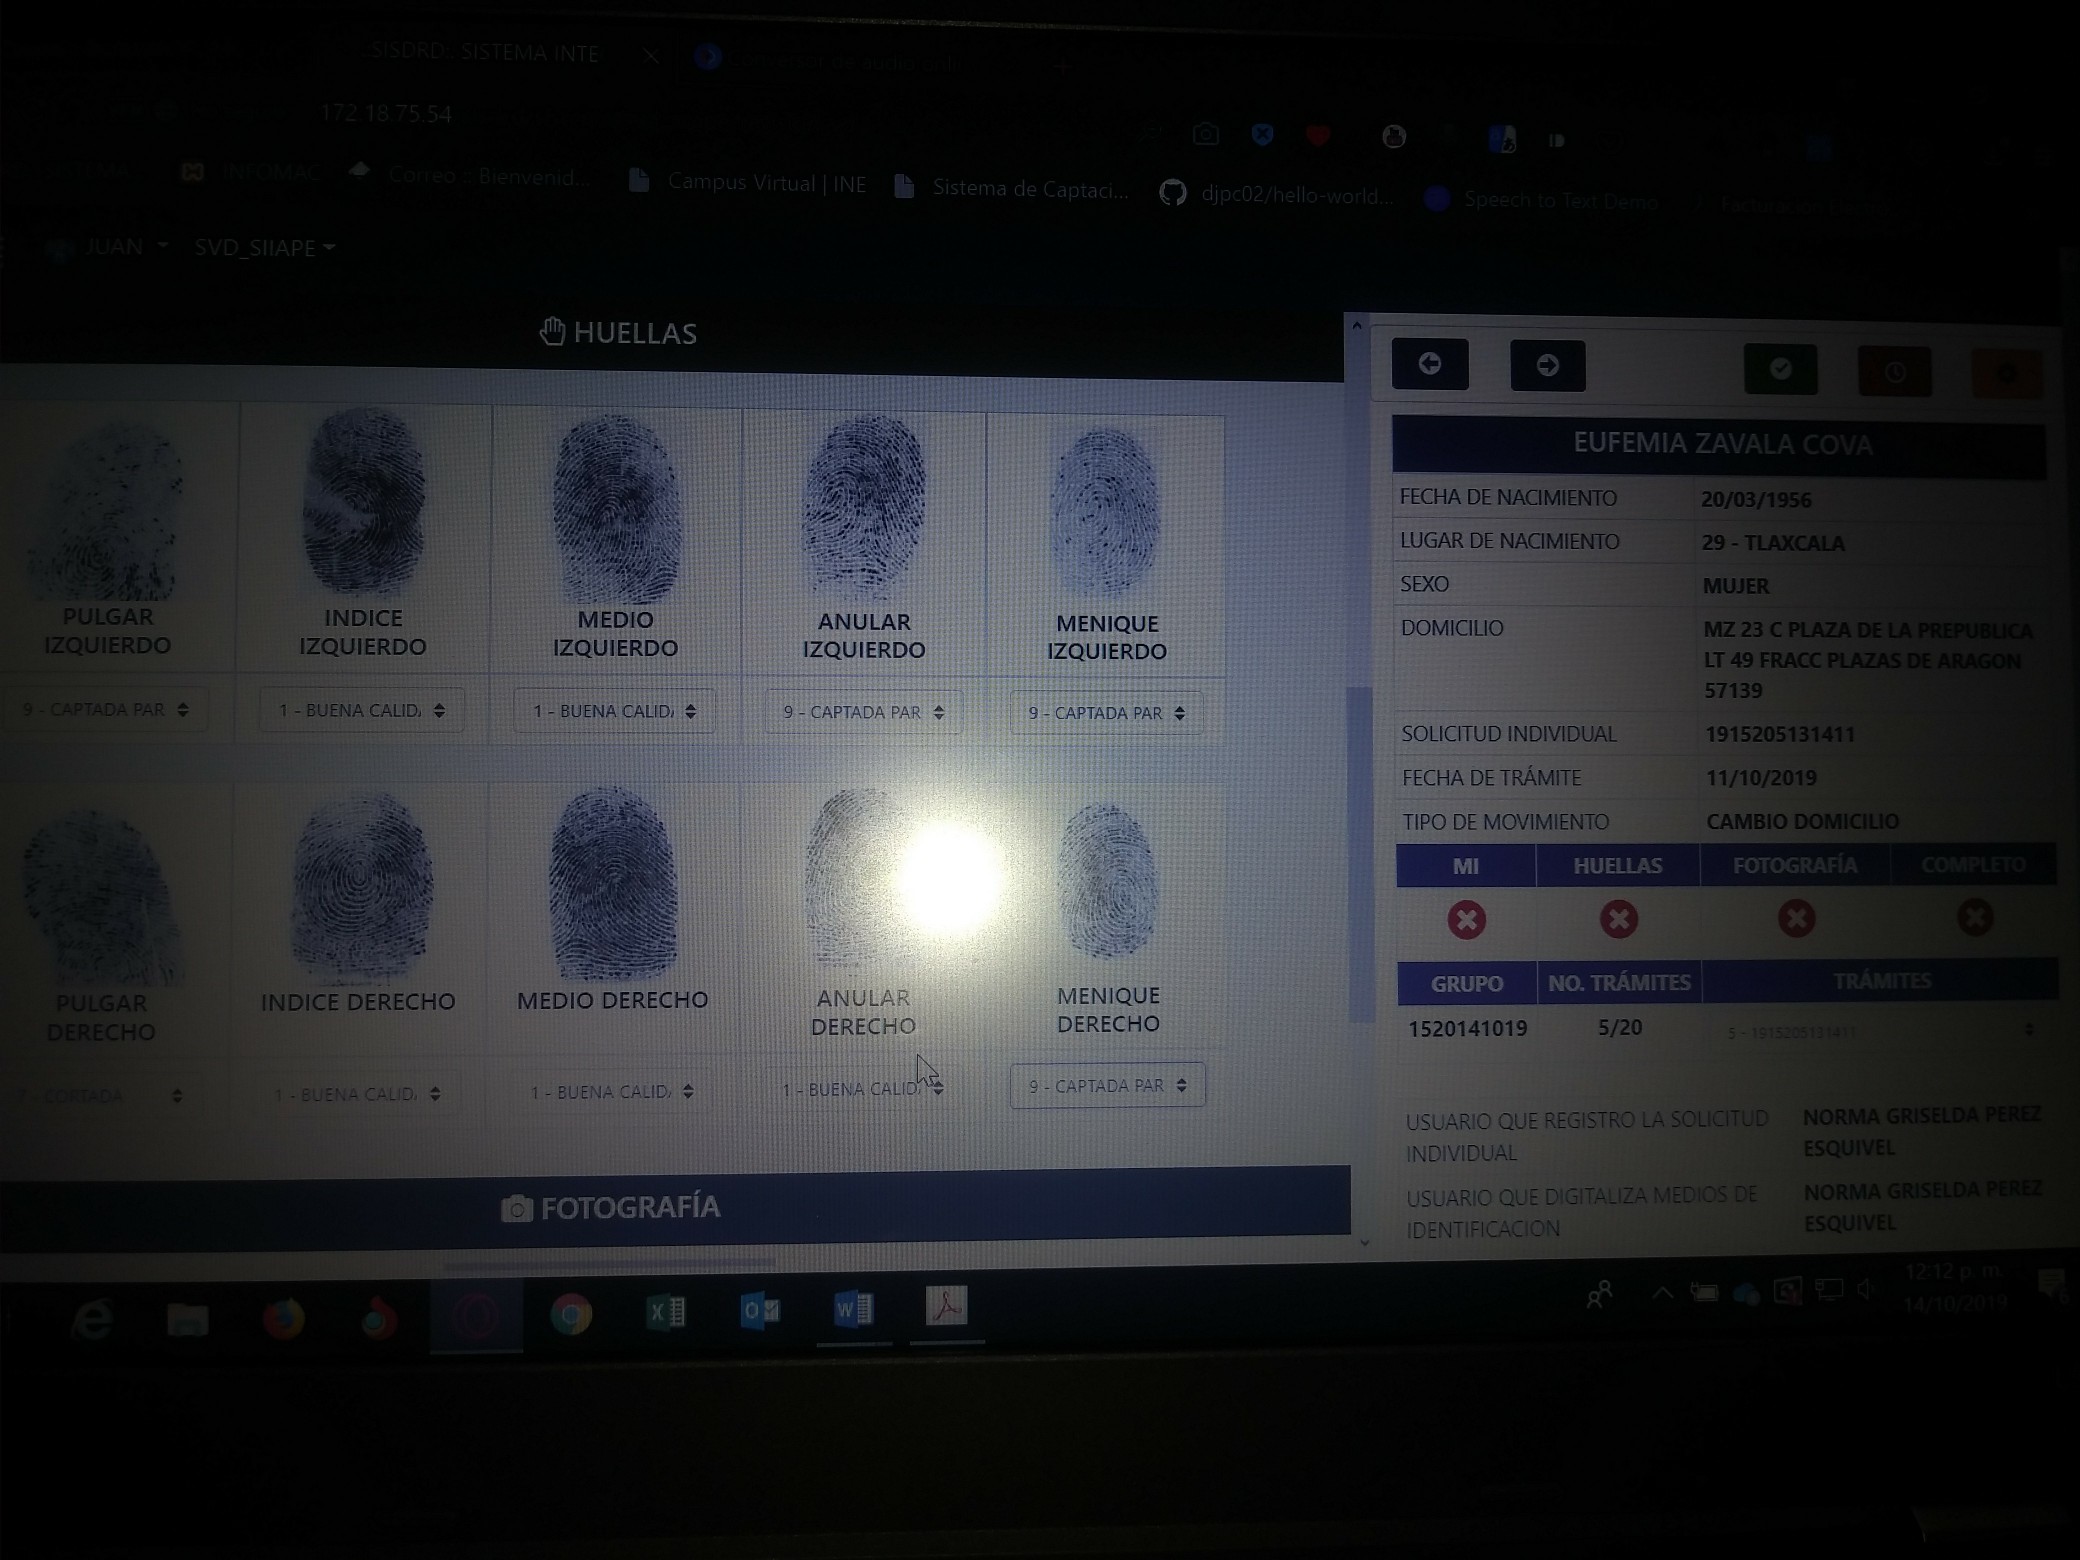 SISDRD:: SISTEMA INTE
172.18.75.54
INFOMAC
Correo :: Bienvenid...
Campus Virtual | INE
Sistema de Captaci...
djpc02/hello-world...
Speech to Text Demo
JUAN
SVD_SIIAPE
HUELLAS
PULGAR
IZQUIERDO
INDICE
IZQUIERDO
MEDIO
IZQUIERDO
ANULAR
IZQUIERDO
MENIQUE
IZQUIERDO
9 - CAPTADA PAR
1 - BUENA CALID
1 - BUENA CALID
9 - CAPTADA PAR
9 - CAPTADA PAR
PULGAR
DERECHO
INDICE DERECHO
MEDIO DERECHO
ANULAR
DERECHO
MENIQUE
DERECHO
CORTADA
1 - BUENA CALID
1 - BUENA CALID
1 - BUENA CALID
9 - CAPTADA PAR
FOTOGRAFÍA
EUFEMIA ZAVALA COVA
FECHA DE NACIMIENTO 20/03/1956
LUGAR DE NACIMIENTO 29 - TLAXCALA
SEXO MUJER
DOMICILIO MZ 23 C PLAZA DE LA PREPUBLICA
LT 49 FRACC PLAZAS DE ARAGON
57139
SOLICITUD INDIVIDUAL 1915205131411
FECHA DE TRÁMITE 11/10/2019
TIPO DE MOVIMIENTO CAMBIO DOMICILIO
MI HUELLAS FOTOGRAFÍA COMPLETO
GRUPO NO. TRÁMITES TRÁMITES
1520141019 5/20 5 - 1915205131411
USUARIO QUE REGISTRO LA SOLICITUD
INDIVIDUAL
NORMA GRISELDA PEREZ
ESQUIVEL
USUARIO QUE DIGITALIZA MEDIOS DE
IDENTIFICACION
NORMA GRISELDA PEREZ
ESQUIVEL
12:12 p. m.
14/10/2019